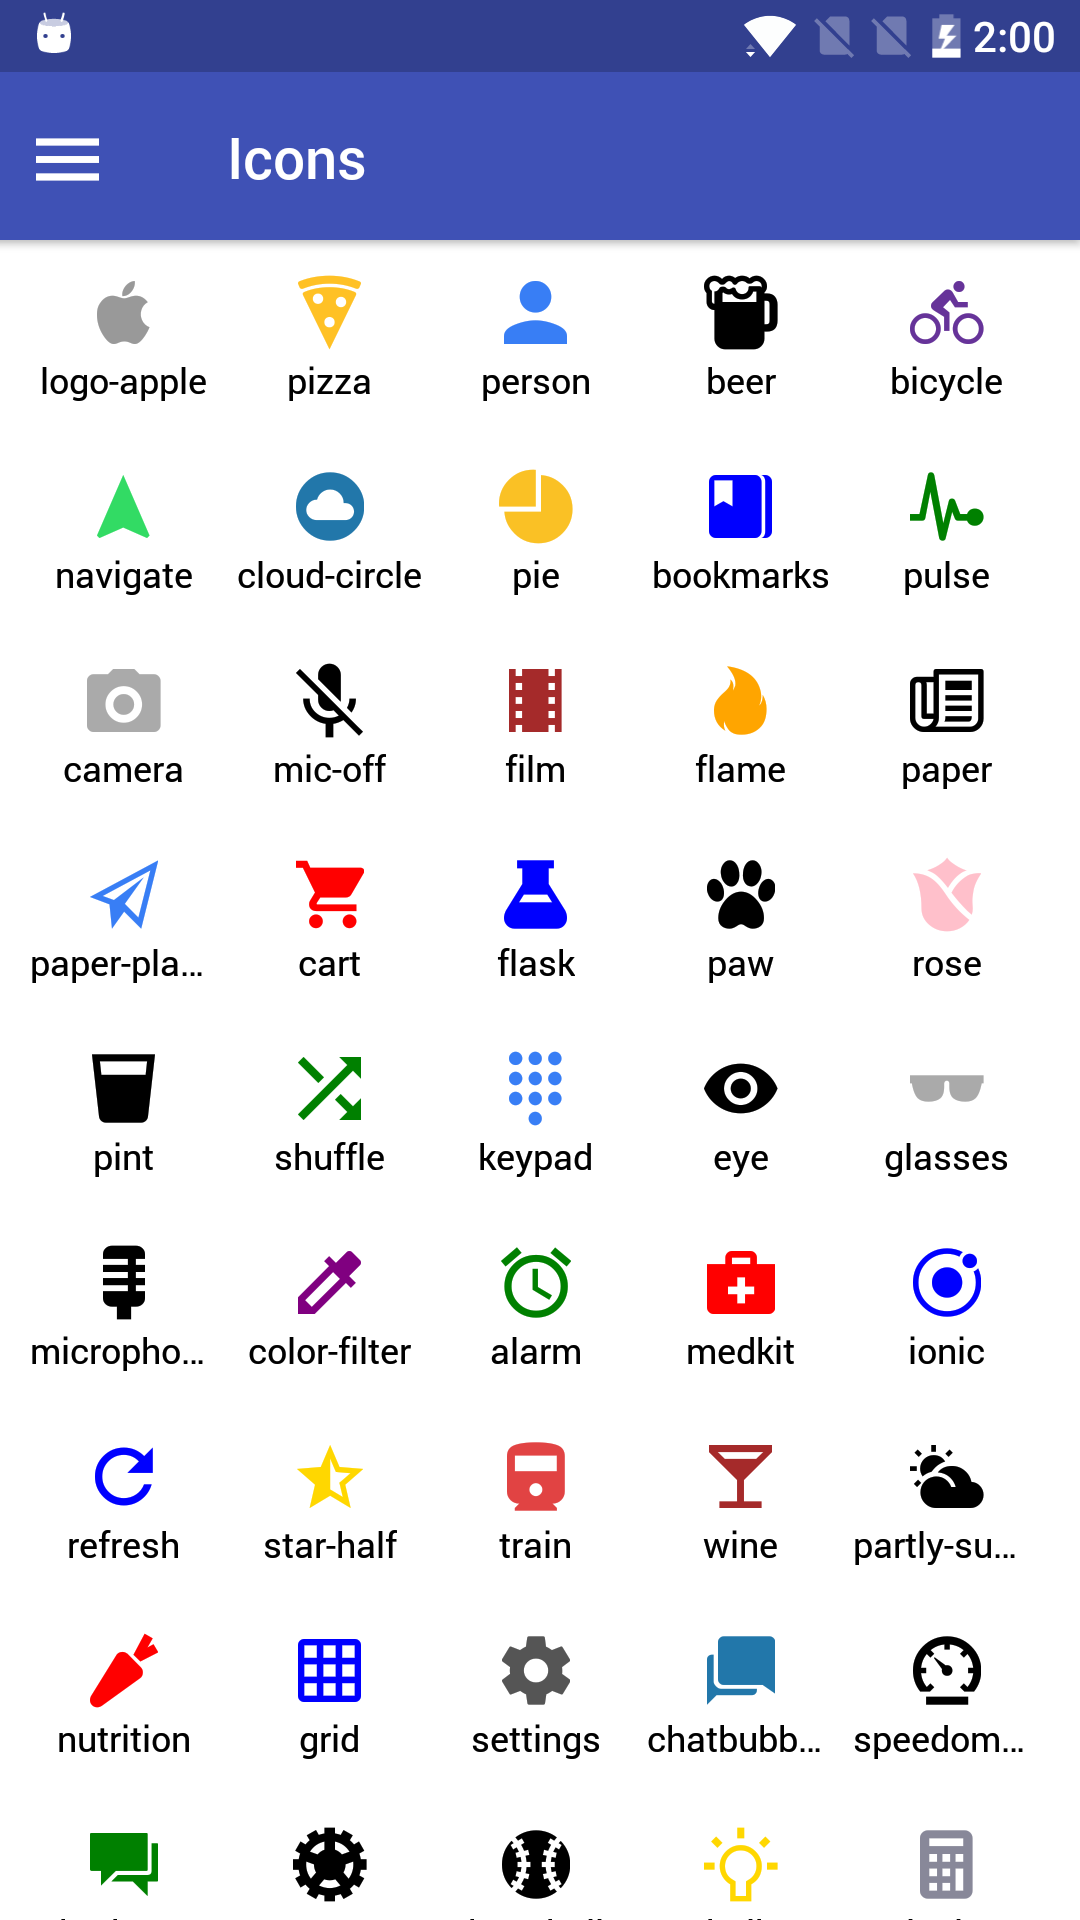 2:00
Icons
logo-apple pizza person beer bicycle
navigate cloud-circle pie bookmarks pulse
camera mic-off film flame paper
paper-pla... cart flask paw rose
pint shuffle keypad eye glasses
micropho... color-filter alarm medkit ionic
refresh star-half train wine partly-su...
nutrition grid settings chatbubb... speedom...